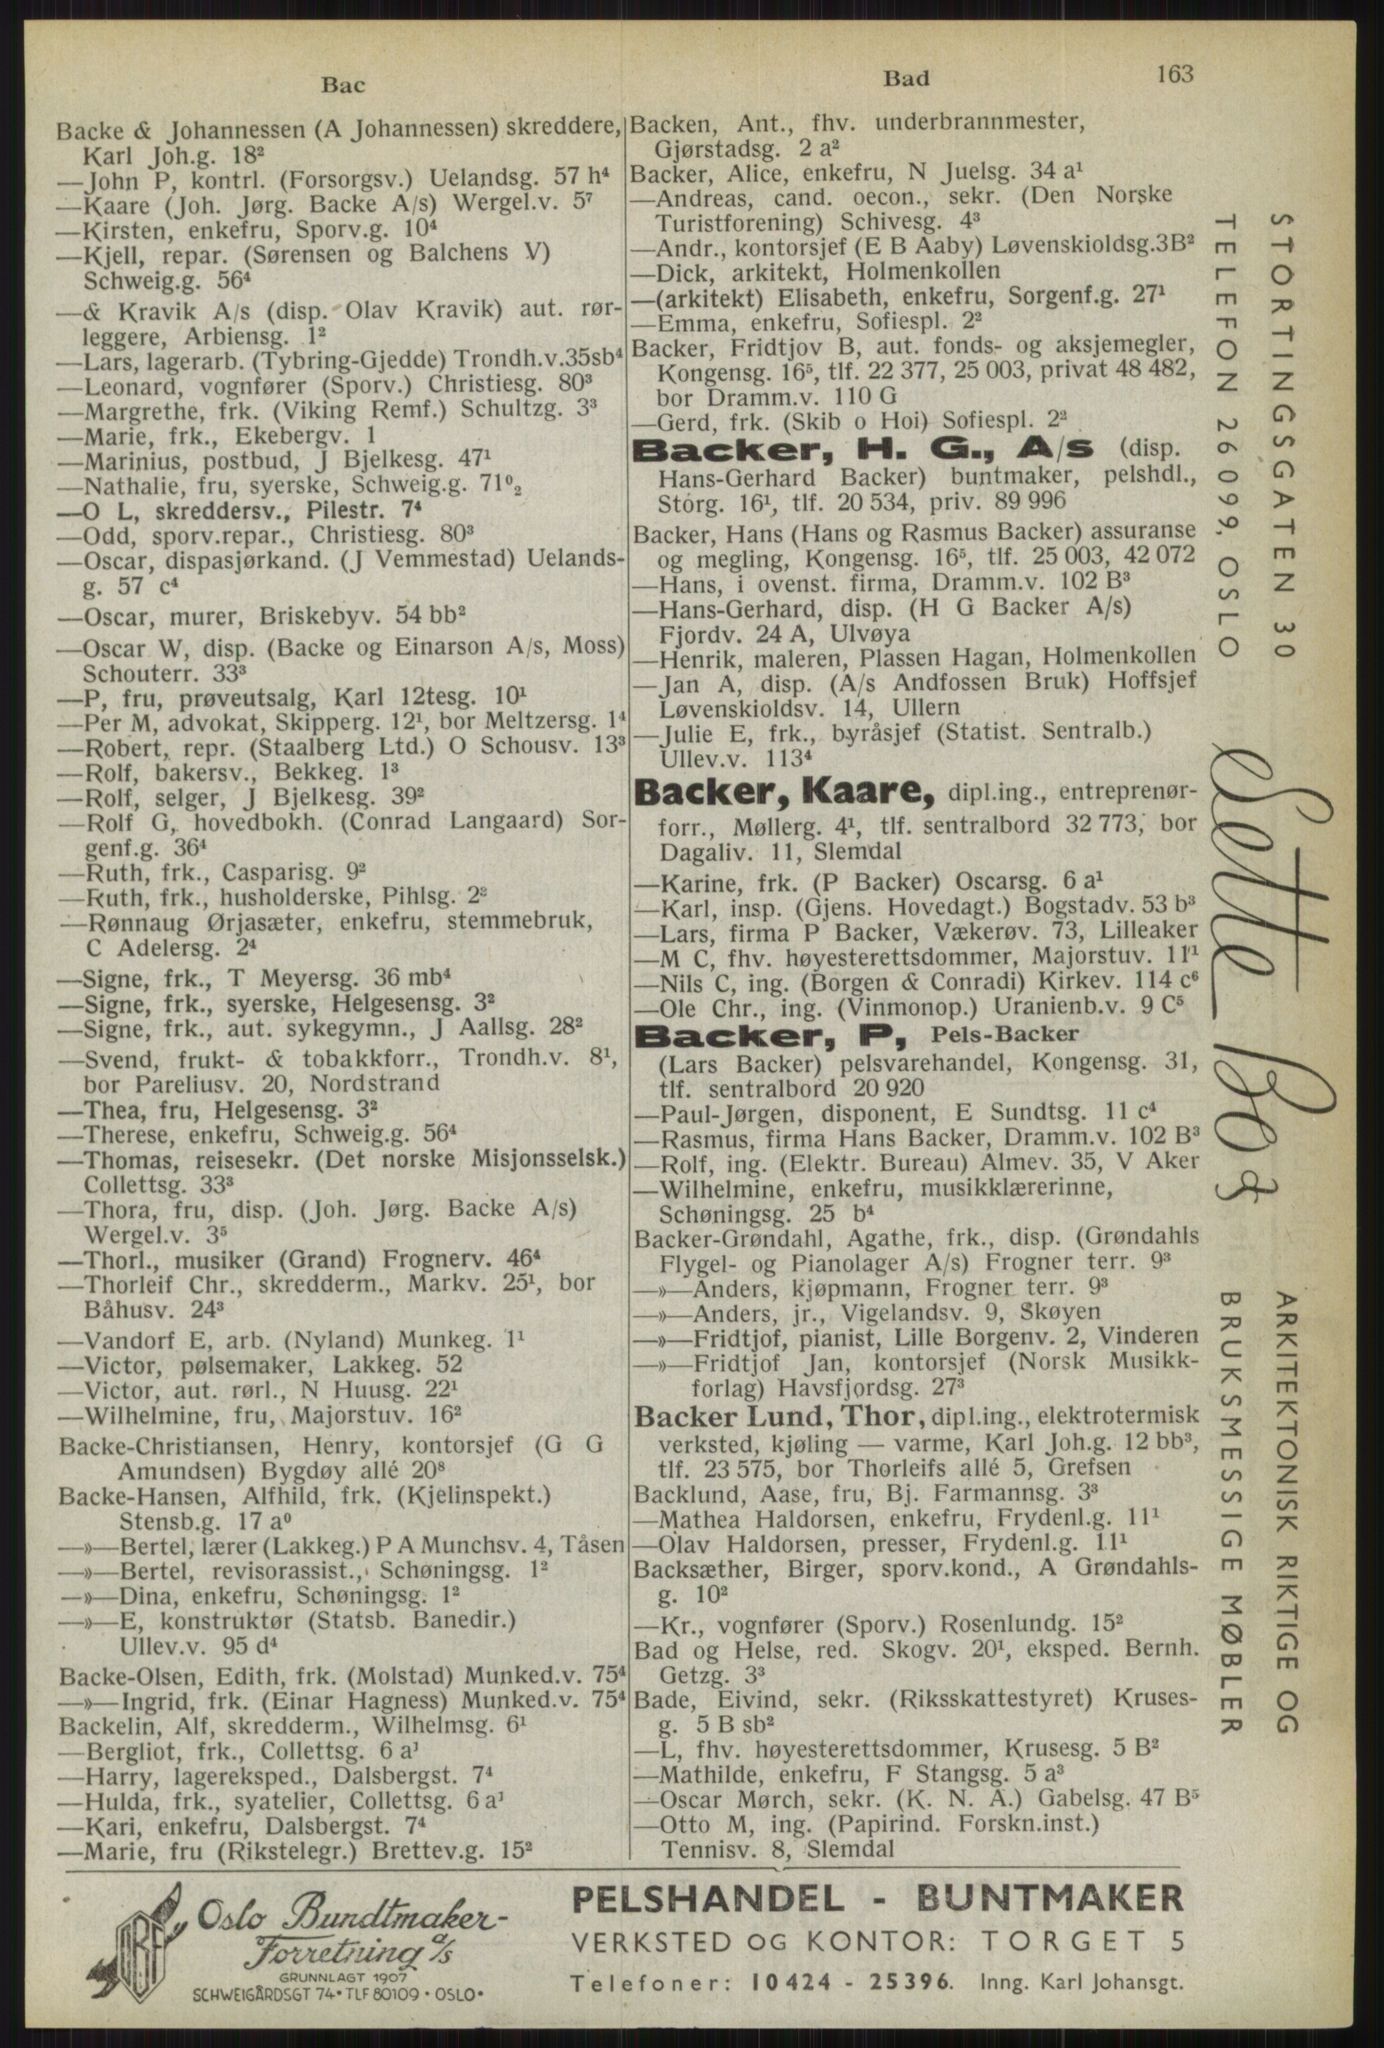 Bac
Bad
163
Backe & Johannessen (A Johannessen) skreddere,
Karl Joh.g. 18²
—John P, kontrl. (Forsorgsv.) Uelandsg. 57 h⁴
—Kaare (Joh. Jørg. Backe A/s) Wergel.v. 5⁷
—Kirsten, enkefru, Sporv.g. 10⁴
—Kjell, repar. (Sørensen og Balchens V)
Schweig.g. 56⁴
—& Kravik A/s (disp. Olav Kravik) aut. rør-
leggere, Arbiensg. 1²
—Lars, lagerarb. (Tybring-Gjedde) Trondh.v.35sb⁴
—Leonard, vognfører (Sporv.) Christiesg. 80³
—Margrethe, frk. (Viking Remf.) Schultzg. 3³
—Marie, frk., Ekebergv. 1
—Marinius, postbud, J Bjelkesg. 47¹
—Nathalie, fru, syerske, Schweig.g. 71⁰₂
—O L, skreddersv., Pilestr. 7⁴
—Odd, sporv.repar., Christiesg. 80³
—Oscar, dispasjørkand. (J Vemmestad) Uelands-
g. 57 c⁴
—Oscar, murer, Briskebyv. 54 bb²
—Oscar W, disp. (Backe og Einarson A/s, Moss)
Schouterr. 33³
—P, fru, prøveutsalg, Karl 12tesg. 10¹
—Per M, advokat, Skipperg. 12¹, bor Meltzersg. 1⁴
—Robert, repr. (Staalberg Ltd.) O Schousv. 13³
—Rolf, bakersv., Bekkeg. 1³
—Rolf, selger, J Bjelkesg. 39²
—Rolf G, hovedbokh. (Conrad Langaard) Sor-
genf.g. 36⁴
—Ruth, frk., Casparisg. 9²
—Ruth, frk., husholderske, Pihlsg. 2³
—Rønnaug Ørjasæter, enkefru, stemmebruk,
C Adelersg. 2⁴
—Signe, frk., T Meyersg. 36 mb⁴
—Signe, frk., syerske, Helgesensg. 3²
—Signe, frk., aut. sykegymn., J Aallsg. 28²
—Svend, frukt- & tobakkforr., Trondh.v. 8¹,
bor Pareliusv. 20, Nordstrand
—Thea, fru, Helgesensg. 3²
—Therese, enkefru, Schweig.g. 56⁴
—Thomas, reisesekr. (Det norske Misjonsselsk.)
Collettsg. 33³
—Thora, fru, disp. (Joh. Jørg. Backe A/s)
Wergel.v. 3⁵
—Thorl., musiker (Grand) Frognerv. 46⁴
—Thorleif Chr., skredderm., Markv. 25¹, bor
Båhusv. 24³
—Vandorf E, arb. (Nyland) Munkeg. 1¹
—Victor, pølsemaker, Lakkeg. 52
—Victor, aut. rørl., N Huusg. 22¹
—Wilhelmine, fru, Majorstuv. 16²
Backe-Christiansen, Henry, kontorsjef (G G
Amundsen) Bygdøy allé 20⁸
Backe-Hansen, Alfhild, frk. (Kjelinspekt.)
Stensb.g. 17 a⁰
—»—Bertel, lærer (Lakkeg.) P A Munchsv. 4, Tåsen
—»—Bertel, revisorassist., Schøningsg. 1²
—»—Dina, enkefru, Schøningsg. 1²
—»—E, konstruktør (Statsb. Banedir.)
Ullev.v. 95 d⁴
Backe-Olsen, Edith, frk. (Molstad) Munked.v. 75⁴
—»—Ingrid, frk. (Einar Hagness) Munked.v. 75⁴
Backelin, Alf, skredderm., Wilhelmsg. 6¹
—Bergliot, frk., Collettsg. 6 a¹
—Harry, lagereksped., Dalsbergst. 7⁴
—Hulda, frk., syatelier, Collettsg. 6 a¹
—Kari, enkefru, Dalsbergst. 7⁴
—Marie, fru (Rikstelegr.) Brettev.g. 15²
Backen, Ant., fhv. underbrannmester,
Gjørstadsg. 2 a²
Backer, Alice, enkefru, N Juelsg. 34 a¹
—Andreas, cand. oecon., sekr. (Den Norske
Turistforening) Schivesg. 4³
—Andr., kontorsjef (E B Aaby) Løvenskioldsg.3B²
—Dick, arkitekt, Holmenkollen
—(arkitekt) Elisabeth, enkefru, Sorgenf.g. 27¹
—Emma, enkefru, Sofiespl. 2²
Backer, Fridtjov B, aut. fonds- og aksjemegler,
Kongensg. 16⁵, tlf. 22 377, 25 003, privat 48 482,
bor Dramm.v. 110 G
—Gerd, frk. (Skib o Hoi) Sofiespl. 2²
Backer, H. G., A/s (disp.
Hans-Gerhard Backer) buntmaker, pelshdl.,
Storg. 16¹, tlf. 20 534, priv. 89 996
Backer, Hans (Hans og Rasmus Backer) assuranse
og megling, Kongensg. 16⁵, tlf. 25 003, 42 072
—Hans, i ovenst. firma, Dramm.v. 102 B³
—Hans-Gerhard, disp. (H G Backer A/s)
Fjordv. 24 A, Ulvøya
—Henrik, maleren, Plassen Hagan, Holmenkollen
—Jan A, disp. (A/s Andfossen Bruk) Hoffsjef
Løvenskioldsv. 14, Ullern
—Julie E, frk., byråsjef (Statist. Sentralb.)
Ullev.v. 113⁴
Backer, Kaare, dipl.ing., entreprenør-
forr., Møllerg. 4¹, tlf. sentralbord 32 773, bor
Dagaliv. 11, Slemdal
—Karine, frk. (P Backer) Oscarsg. 6 a¹
—Karl, insp. (Gjens. Hovedagt.) Bogstadv. 53 b³
—Lars, firma P Backer, Vækerøv. 73, Lilleaker
—M C, fhv. høyesterettsdommer, Majorstuv. 11¹
—Nils C, ing. (Borgen & Conradi) Kirkev. 114 c⁶
—Ole Chr., ing. (Vinmonop.) Uranienb.v. 9 C⁵
Backer, P, Pels-Backer
(Lars Backer) pelsvarehandel, Kongensg. 31,
tlf. sentralbord 20 920
—Paul-Jørgen, disponent, E Sundtsg. 11 c⁴
—Rasmus, firma Hans Backer, Dramm.v. 102 B³
—Rolf, ing. (Elektr. Bureau) Almev. 35, V Aker
—Wilhelmine, enkefru, musikklærerinne,
Schøningsg. 25 b⁴
Backer-Grøndahl, Agathe, frk., disp. (Grøndahls
Flygel- og Pianolager A/s) Frogner terr. 9³
—»—Anders, kjøpmann, Frogner terr. 9³
—»—Anders, jr., Vigelandsv. 9, Skøyen
—»—Fridtjof, pianist, Lille Borgenv. 2, Vinderen
—»—Fridtjof Jan, kontorsjef (Norsk Musikk-
forlag) Havsfjordsg. 27³
Backer Lund, Thor, dipl.ing., elektrotermisk
verksted, kjøling — varme, Karl Joh.g. 12 bb³,
tlf. 23 575, bor Thorleifs allé 5, Grefsen
Backlund, Aase, fru, Bj. Farmannsg. 3³
—Mathea Haldorsen, enkefru, Frydenl.g. 11¹
—Olav Haldorsen, presser, Frydenl.g. 11¹
Backsæther, Birger, sporv.kond., A Grøndahls-
g. 10²
—Kr., vognfører (Sporv.) Rosenlundg. 15²
Bad og Helse, red. Skogv. 20¹, eksped. Bernh.
Getzg. 3³
Bade, Eivind, sekr. (Riksskattestyret) Kruses-
g. 5 B sb²
—L, fhv. høyesterettsdommer, Krusesg. 5 B²
—Mathilde, enkefru, F Stangsg. 5 a³
—Oscar Mørch, sekr. (K. N. A.) Gabelsg. 47 B⁵
—Otto M, ing. (Papirind. Forskn.inst.)
Tennisv. 8, Slemdal
STORTINGSGATEN 30
TELEFON 26099, OSLO
ARKITEKTONISK RIKTIGE OG
BRUKSMESSIGE MØBLER
BF
Oslo Bundtmaker-
Forretning A/S
GRUNNLAGT 1907
SCHWEIGÅRDSGT 74 • TLF 80109 • OSLO •
PELSHANDEL - BUNTMAKER
VERKSTED OG KONTOR: TORGET 5
Telefoner: 10424 - 25396. Inng. Karl Johansgt.